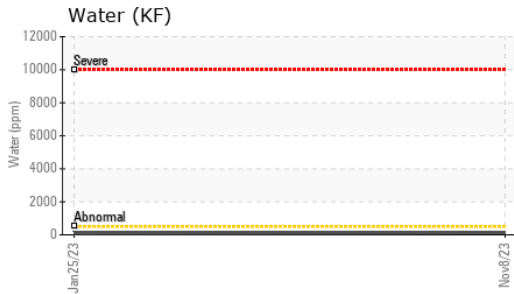 Water (KF)
12000
Severe
10000
8000
6000
4000
2000
Abnormal
0
Water (ppm)
Jan25/23
Nov8/23